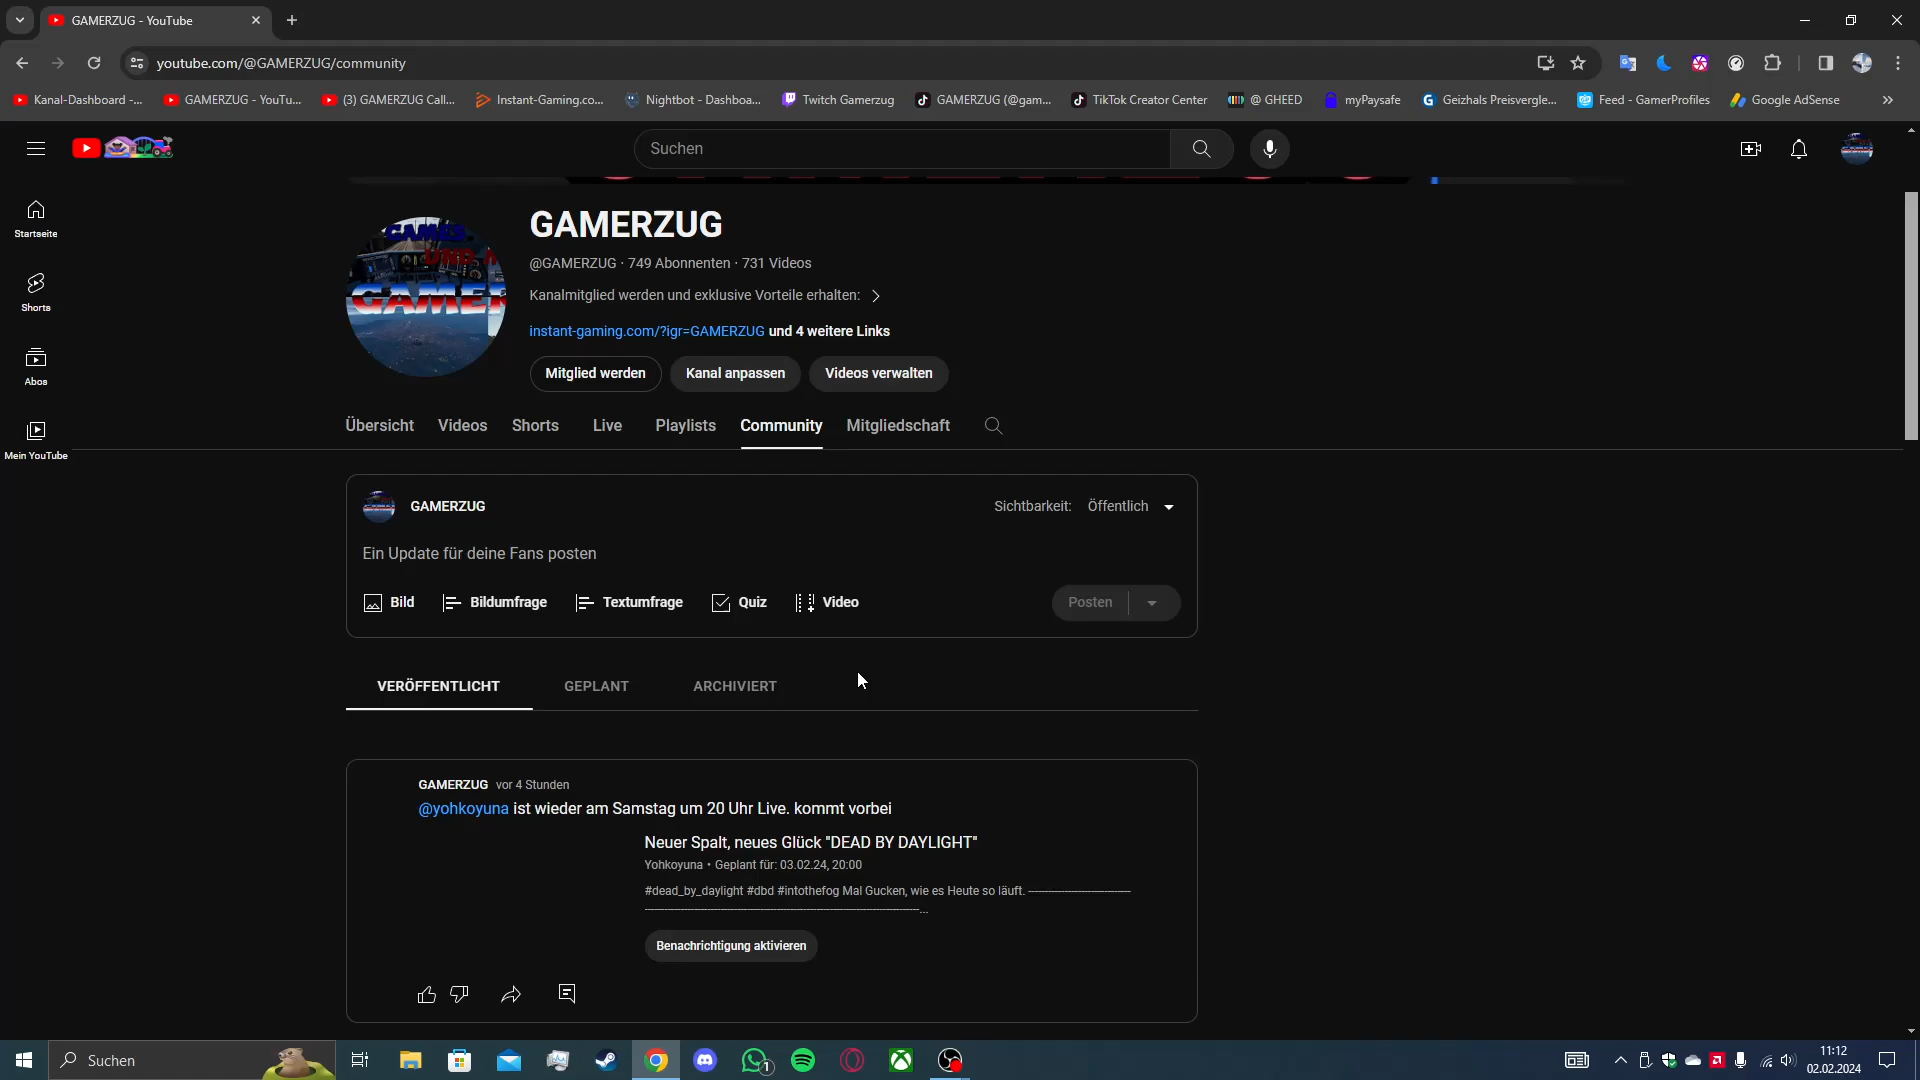 GAMERZUG - YouTube
youtube.com/@GAMERZUG/community
Kanal-Dashboard -...
GAMERZUG - YouTu...
(3) GAMERZUG Call...
Instant-Gaming.co...
Nightbot - Dashboa...
Twitch Gamerzug
GAMERZUG (@gam...
TikTok Creator Center
@ GHEED
myPaysafe
Geizhals Preisvergle...
Feed - GamerProfiles
Google AdSense
Suchen
Startseite
Shorts
Abos
Mein YouTube
GAMES
GAMERZUG
@GAMERZUG · 749 Abonnenten · 731 Videos
Kanalmitglied werden und exklusive Vorteile erhalten:
instant-gaming.com/?igr=GAMERZUG und 4 weitere Links
Mitglied werden
Kanal anpassen
Videos verwalten
Übersicht
Videos
Shorts
Live
Playlists
Community
Mitgliedschaft
GAMERZUG
Sichtbarkeit: Öffentlich
Ein Update für deine Fans posten
Bild
Bildumfrage
Textumfrage
Quiz
Video
Posten
VERÖFFENTLICHT
GEPLANT
ARCHIVIERT
GAMERZUG vor 4 Stunden
@yohkoyuna ist wieder am Samstag um 20 Uhr Live. kommt vorbei
Neuer Spalt, neues Glück "DEAD BY DAYLIGHT"
Yohkoyuna • Geplant für: 03.02.24, 20:00
#dead_by_daylight #dbd #intothefog Mal Gucken, wie es Heute so läuft.
Benachrichtigung aktivieren
Suchen
1
11:12
02.02.2024